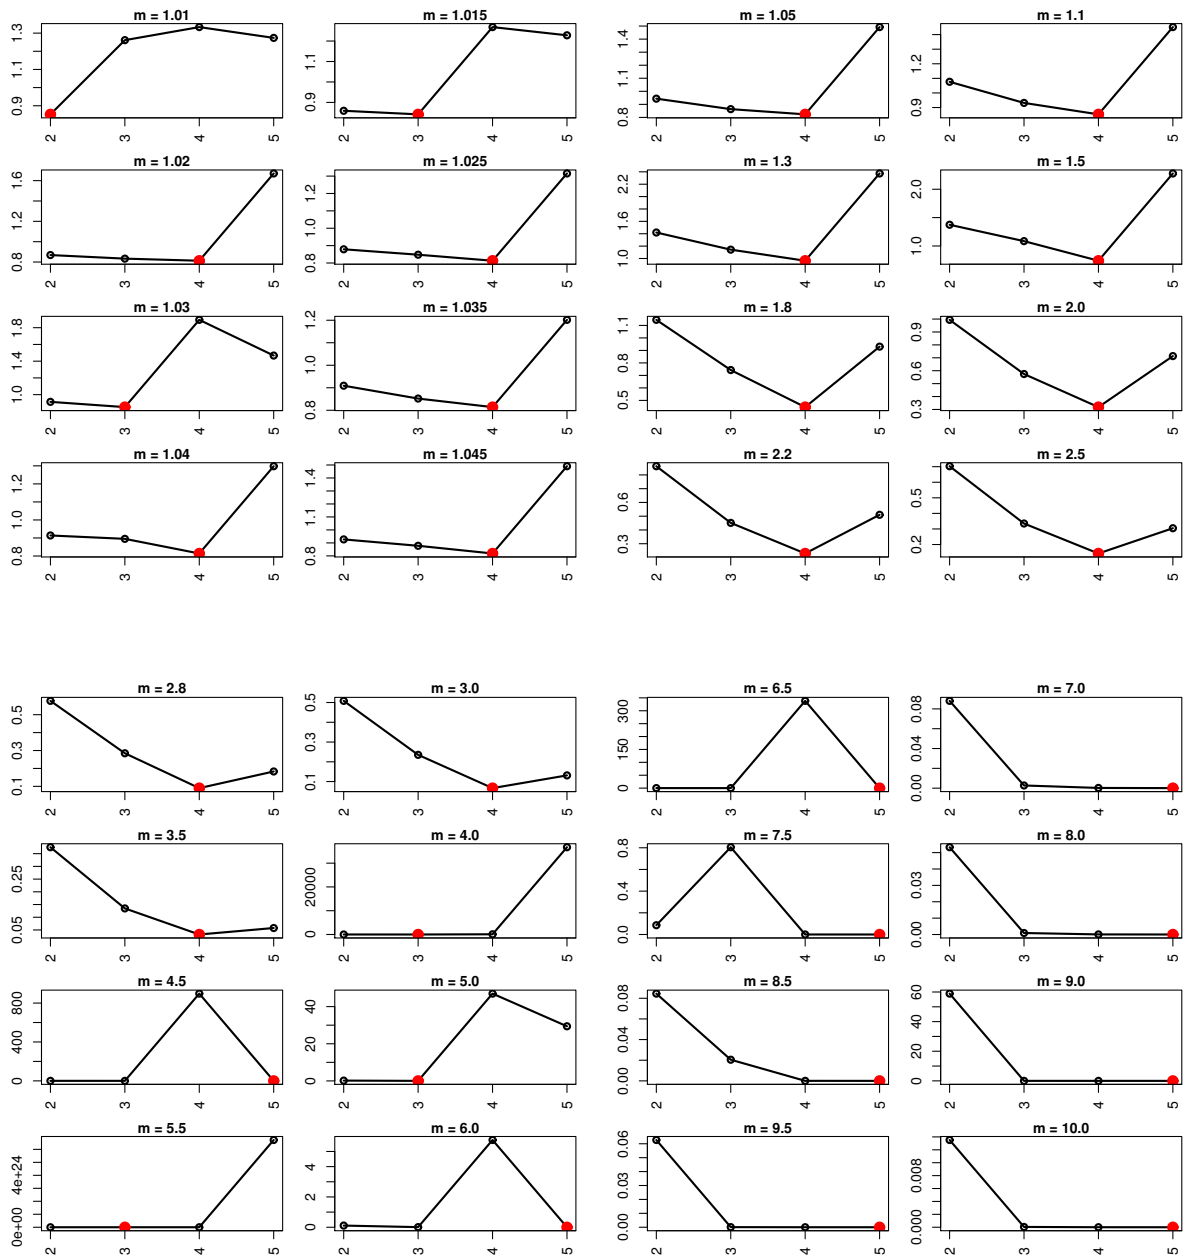 m = 1.01
1.3
1.1
0.9
2 3 4 5
m = 1.015
1.1
0.9
2 3 4 5
m = 1.05
1.4
1.1
0.8
2 3 4 5
m = 1.1
1.2
0.9
2 3 4 5
m = 1.02
1.6
1.2
0.8
2 3 4 5
m = 1.025
1.2
1.0
0.8
2 3 4 5
m = 1.3
2.2
1.6
1.0
2 3 4 5
m = 1.5
2.0
1.0
2 3 4 5
m = 1.03
1.8
1.4
1.0
2 3 4 5
m = 1.035
1.2
1.0
0.8
2 3 4 5
m = 1.8
1.1
0.8
0.5
2 3 4 5
m = 2.0
0.9
0.6
0.3
2 3 4 5
m = 1.04
1.2
1.0
0.8
2 3 4 5
m = 1.045
1.4
1.1
0.8
2 3 4 5
m = 2.2
0.6
0.3
2 3 4 5
m = 2.5
0.5
0.2
2 3 4 5
m = 2.8
0.5
0.3
0.1
2 3 4 5
m = 3.0
0.5
0.3
0.1
2 3 4 5
m = 6.5
300
150
0
2 3 4 5
m = 7.0
0.08
0.04
0.00
2 3 4 5
m = 3.5
0.25
0.05
2 3 4 5
m = 4.0
20000
0
2 3 4 5
m = 7.5
0.8
0.4
0.0
2 3 4 5
m = 8.0
0.03
0.00
2 3 4 5
m = 4.5
800
400
0
2 3 4 5
m = 5.0
40
20
0
2 3 4 5
m = 8.5
0.08
0.04
0.00
2 3 4 5
m = 9.0
60
40
20
0
2 3 4 5
m = 5.5
4e+24
0e+00
2 3 4 5
m = 6.0
4
2
0
2 3 4 5
m = 9.5
0.06
0.03
0.00
2 3 4 5
m = 10.0
0.008
0.000
2 3 4 5